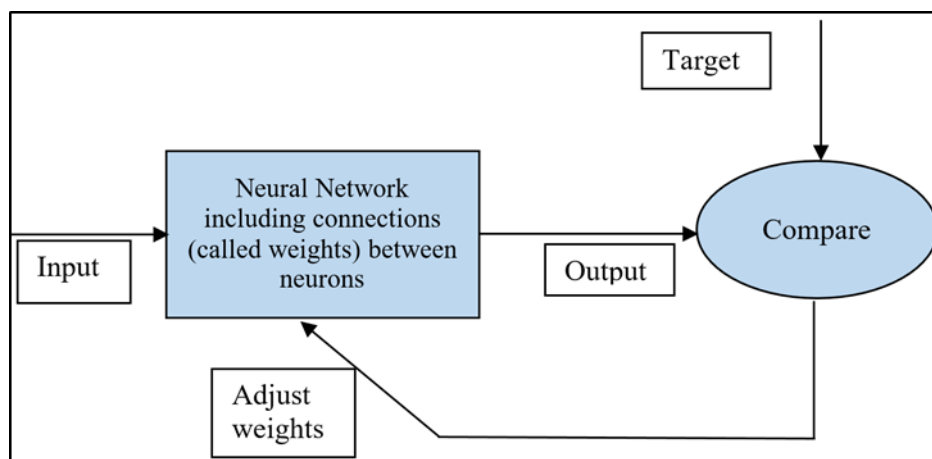 Target
Neural Network
including connections
(called weights) between
neurons
Compare
Input
Output
Adjust
weights